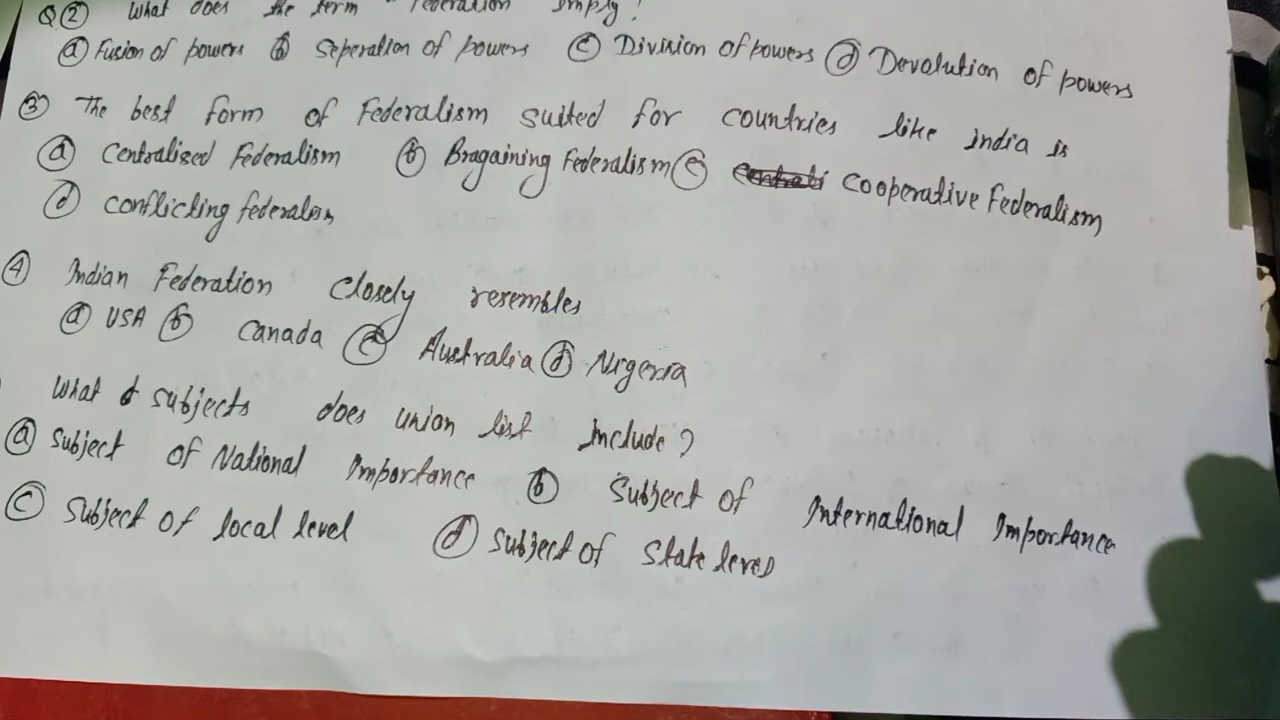 Q② What does the term "Federation imply?
ⓐ Fusion of powers ⓑ Seperation of powers ⓒ Division of powers ⓓ Devolution of powers
③ The best form of Federalism suited for countries like india is
ⓐ Centralised Federalism ⓑ Bragaining Federalism ⓒ Cooperative Federalism
ⓓ conflicting federalism
④ Indian Federation closely resembles
ⓐ USA ⓑ Canada ⓒ Australia ⓓ Nigeria
What subjects does union list include?
ⓐ subject of National Importance ⓑ Subject of International Importance
ⓒ subject of local level ⓓ subject of state level